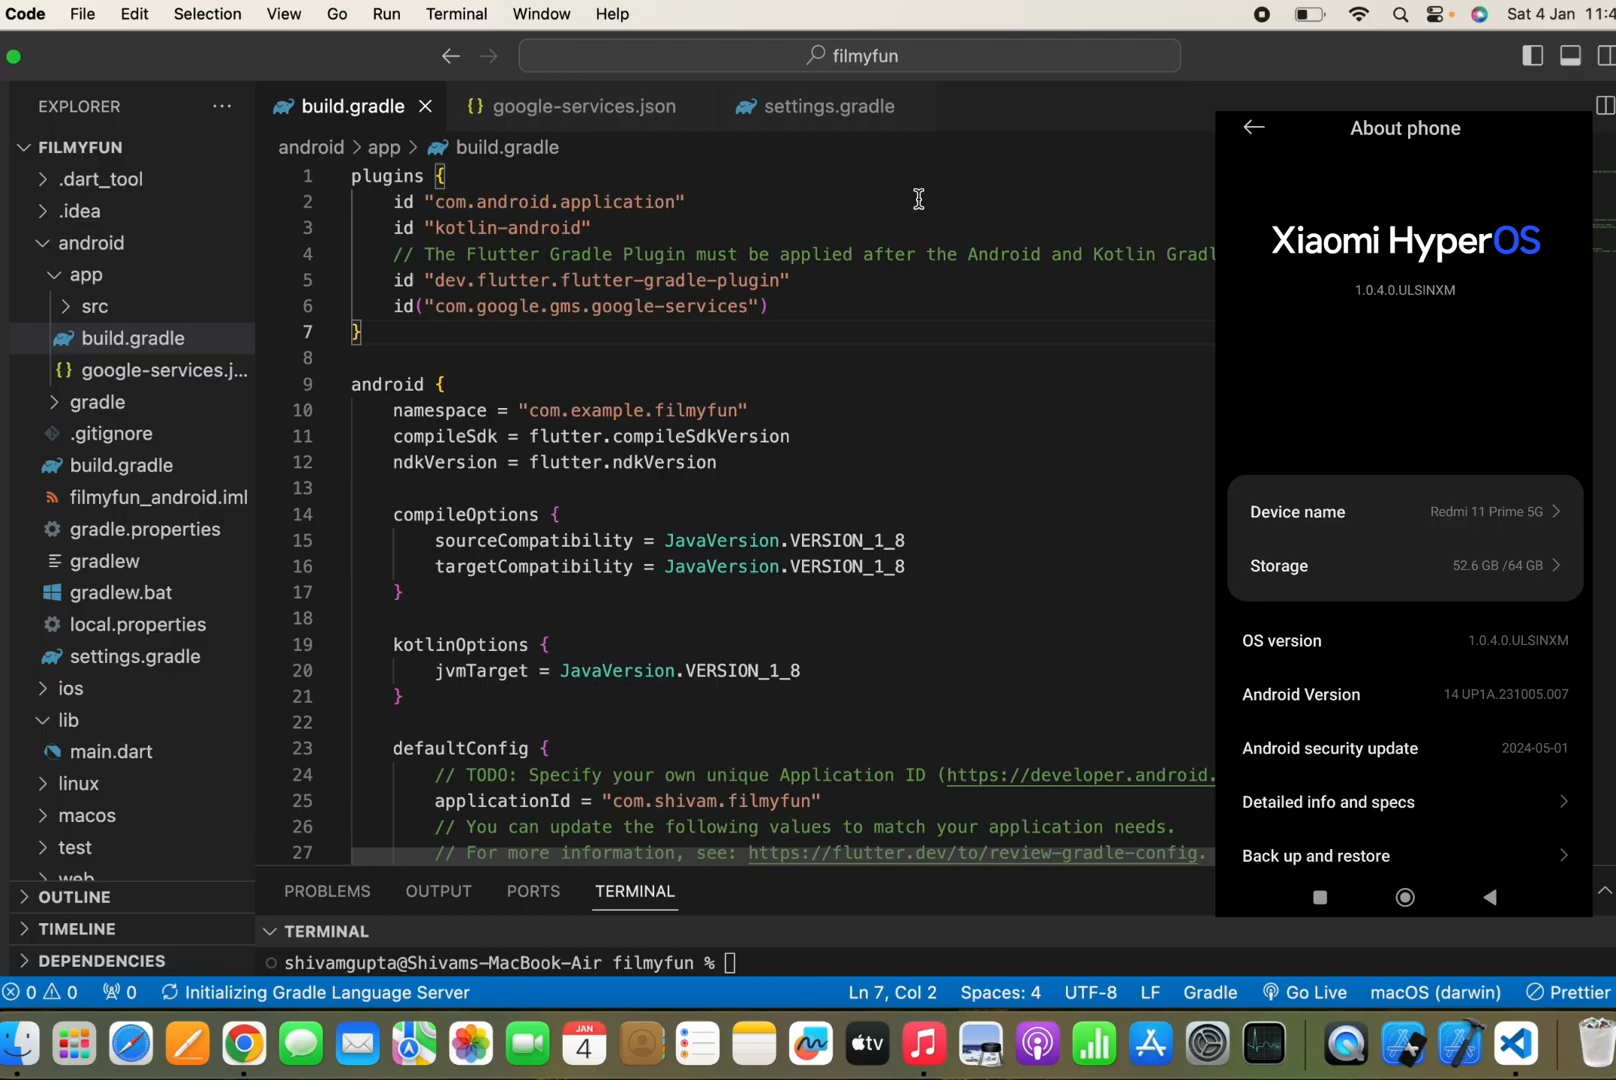 Code File Edit Selection View Go Run Terminal Window Help Sat 4 Jan
filmyfun
EXPLORER ···
FILMYFUN
.dart_tool
.idea
android
app
src
build.gradle
google-services.j...
gradle
.gitignore
build.gradle
filmyfun_android.iml
gradle.properties
gradlew
gradlew.bat
local.properties
settings.gradle
ios
lib
main.dart
linux
macos
test
web
OUTLINE
TIMELINE
DEPENDENCIES
build.gradle google-services.json settings.gradle
android > app > build.gradle
1 plugins {
2 id "com.android.application"
3 id "kotlin-android"
4 // The Flutter Gradle Plugin must be applied after the Android and Kotlin Gradl
5 id "dev.flutter.flutter-gradle-plugin"
6 id("com.google.gms.google-services")
7 }
8
9 android {
10 namespace = "com.example.filmyfun"
11 compileSdk = flutter.compileSdkVersion
12 ndkVersion = flutter.ndkVersion
13
14 compileOptions {
15 sourceCompatibility = JavaVersion.VERSION_1_8
16 targetCompatibility = JavaVersion.VERSION_1_8
17 }
18
19 kotlinOptions {
20 jvmTarget = JavaVersion.VERSION_1_8
21 }
22
23 defaultConfig {
24 // TODO: Specify your own unique Application ID (https://developer.android.
25 applicationId = "com.shivam.filmyfun"
26 // You can update the following values to match your application needs.
27 // For more information, see: https://flutter.dev/to/review-gradle-config.
PROBLEMS OUTPUT PORTS TERMINAL
TERMINAL
shivamgupta@Shivams-MacBook-Air filmyfun %
About phone
Xiaomi HyperOS
1.0.4.0.ULSINXM
Device name Redmi 11 Prime 5G
Storage 52.6 GB /64 GB
OS version 1.0.4.0.ULSINXM
Android Version 14 UP1A.231005.007
Android security update 2024-05-01
Detailed info and specs
Back up and restore
0 0 0 Initializing Gradle Language Server Ln 7, Col 2 Spaces: 4 UTF-8 LF Gradle Go Live macOS (darwin) Prettier
JAN
4
tv